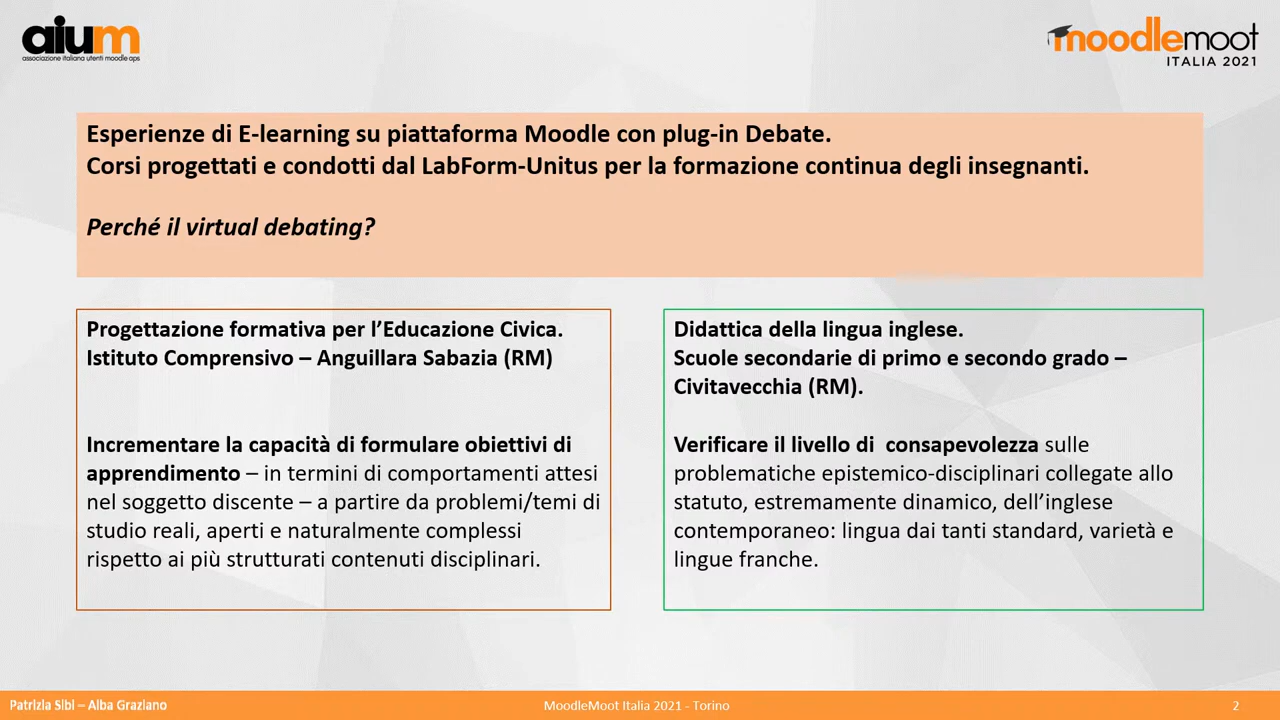 aium
associazione italiana utenti moodle aps
moodlemoot
ITALIA 2021
Esperienze di E-learning su piattaforma Moodle con plug-in Debate.
Corsi progettati e condotti dal LabForm-Unitus per la formazione continua degli insegnanti.
Perché il virtual debating?
Progettazione formativa per l’Educazione Civica.
Istituto Comprensivo – Anguillara Sabazia (RM)
Incrementare la capacità di formulare obiettivi di
apprendimento – in termini di comportamenti attesi
nel soggetto discente – a partire da problemi/temi di
studio reali, aperti e naturalmente complessi
rispetto ai più strutturati contenuti disciplinari.
Didattica della lingua inglese.
Scuole secondarie di primo e secondo grado –
Civitavecchia (RM).
Verificare il livello di  consapevolezza sulle
problematiche epistemico-disciplinari collegate allo
statuto, estremamente dinamico, dell’inglese
contemporaneo: lingua dai tanti standard, varietà e
lingue franche.
Patrizia Sibi – Alba Graziano
MoodleMoot Italia 2021 - Torino
2